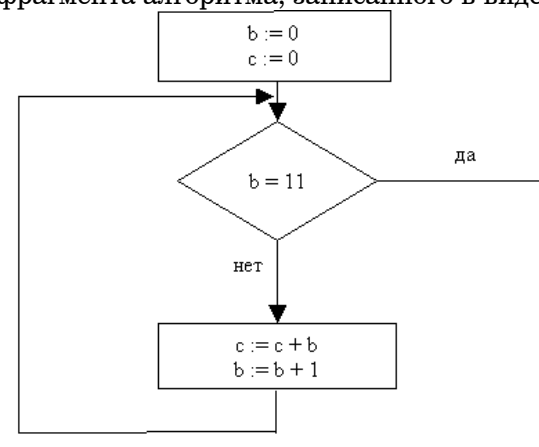 фрагмента алгоритма, записанного в виде
b := 0
c := 0
b = 11
да
нет
c := c + b
b := b + 1